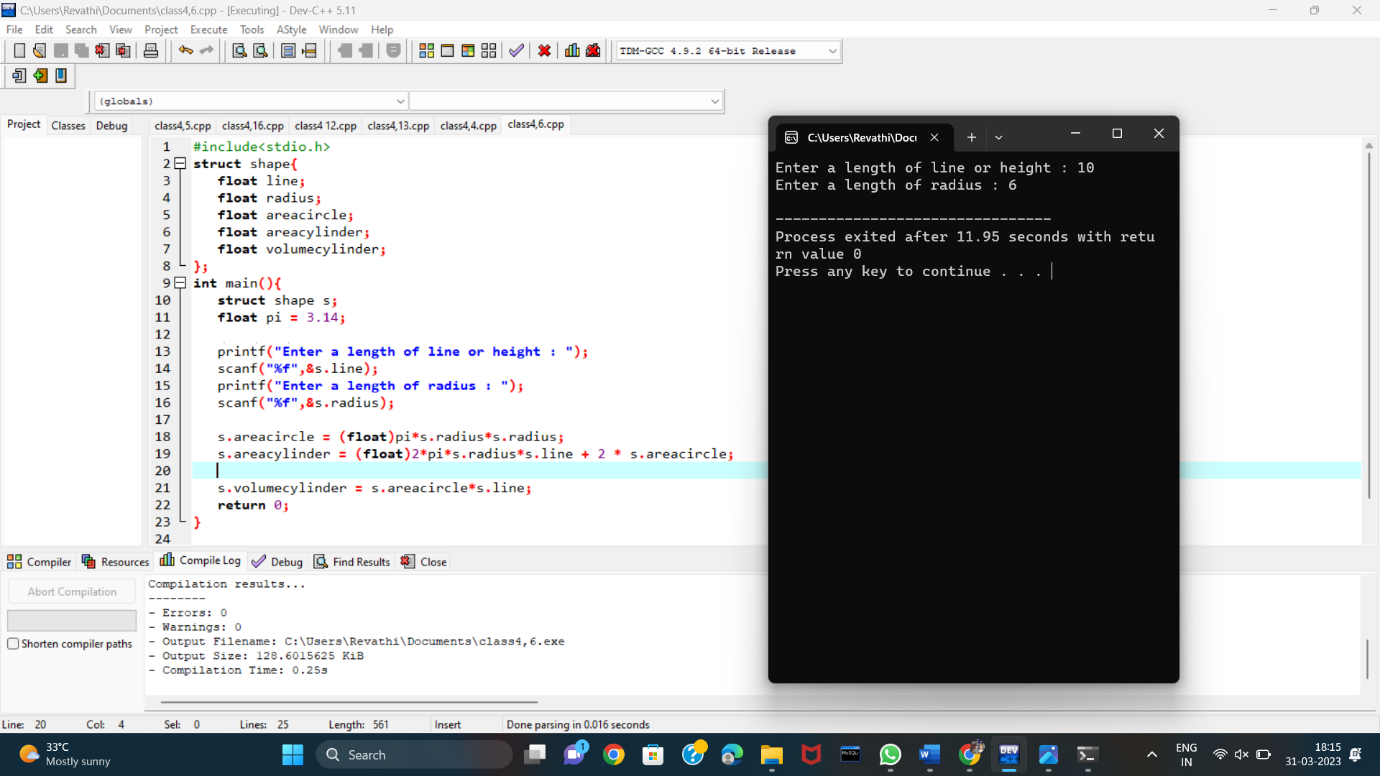 C:\Users\Revathi\Documents\class4,6.cpp - [Executing] - Dev-C++ 5.11
File Edit Search View Project Execute Tools AStyle Window Help
TDM-GCC 4.9.2 64-bit Release
(globals)
Project Classes Debug
class4,5.cpp class4,16.cpp class4 12.cpp class4,13.cpp class4,4.cpp class4,6.cpp
1 #include<stdio.h>
2 struct shape{
3 float line;
4 float radius;
5 float areacircle;
6 float areacylinder;
7 float volumecylinder;
8 };
9 int main(){
10 struct shape s;
11 float pi = 3.14;
12
13 printf("Enter a length of line or height : ");
14 scanf("%f",&s.line);
15 printf("Enter a length of radius : ");
16 scanf("%f",&s.radius);
17
18 s.areacircle = (float)pi*s.radius*s.radius;
19 s.areacylinder = (float)2*pi*s.radius*s.line + 2 * s.areacircle;
20
21 s.volumecylinder = s.areacircle*s.line;
22 return 0;
23 }
24
C:\Users\Revathi\Docu
Enter a length of line or height : 10
Enter a length of radius : 6
--------------------------------
Process exited after 11.95 seconds with retu
rn value 0
Press any key to continue . . .
Compiler Resources Compile Log Debug Find Results Close
Abort Compilation
Shorten compiler paths
Compilation results...
--------
- Errors: 0
- Warnings: 0
- Output Filename: C:\Users\Revathi\Documents\class4,6.exe
- Output Size: 128.6015625 KiB
- Compilation Time: 0.25s
Line: 20 Col: 4 Sel: 0 Lines: 25 Length: 561 Insert Done parsing in 0.016 seconds
33°C
Mostly sunny
Search
1
DEV
ENG
IN
18:15
31-03-2023